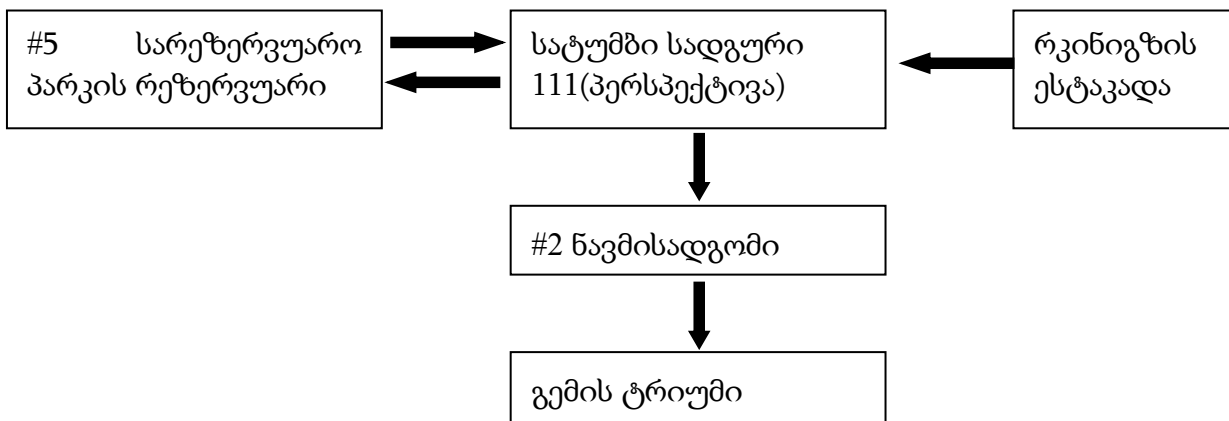 #5 სარეზერვუარო
პარკის რეზერვუარი
სატუმბი სადგური
111(პერსპექტივა)
რკინიგზის
ესტაკადა
#2 ნავმისადგომი
გემის ტრიუმი